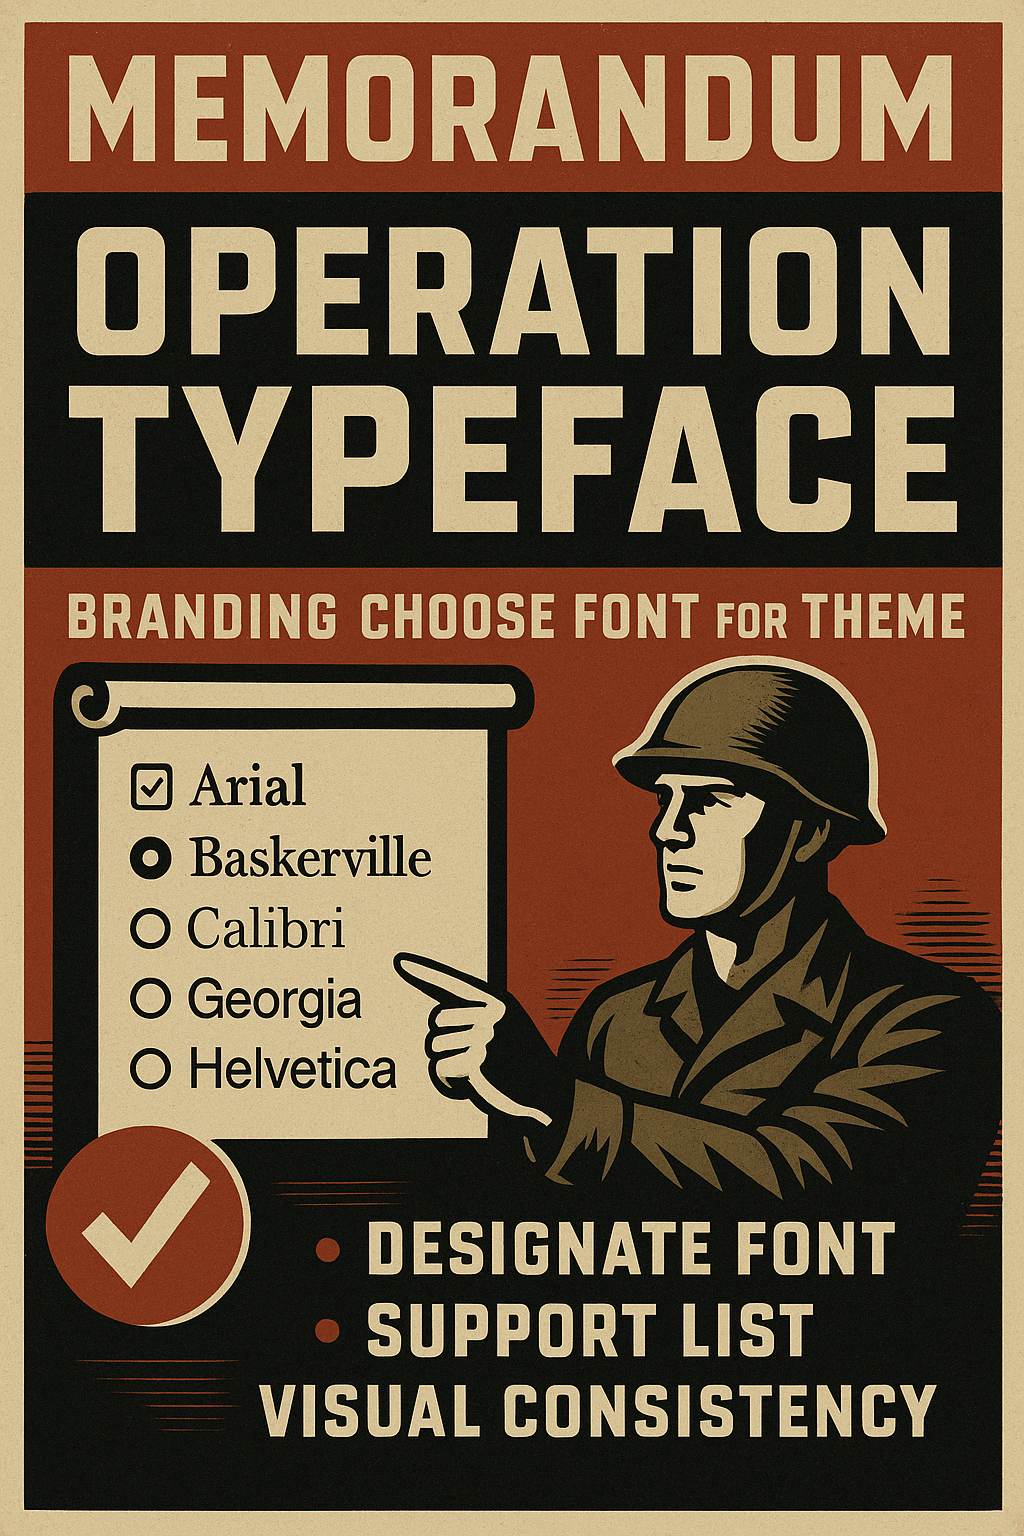 MEMORANDUM
OPERATION
TYPEFACE
BRANDING CHOOSE FONT FOR THEME
Arial
Baskerville
Calibri
Georgia
Helvetica
• DESIGNATE FONT
• SUPPORT LIST
VISUAL CONSISTENCY